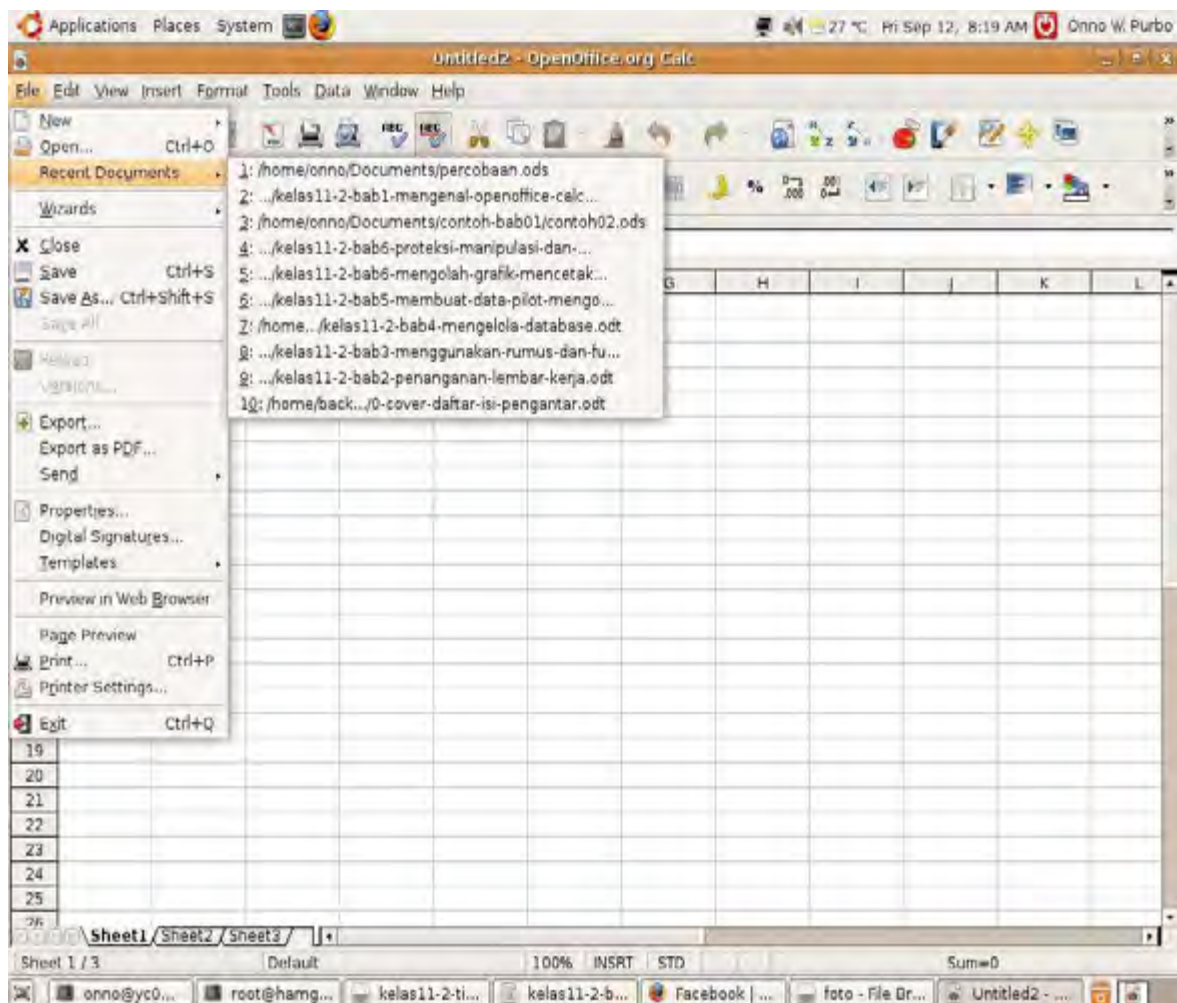 Applications Places System 27 °C Fri Sep 12, 8:19 AM Onno W. Purbo
Untitled2 - OpenOffice.org Calc
File Edit View Insert Format Tools Data Window Help
New
Open... Ctrl+O
Recent Documents
Wizards
Close
Save Ctrl+S
Save As... Ctrl+Shift+S
Save All
Reload
Versions...
Export...
Export as PDF...
Send
Properties...
Digital Signatures...
Templates
Preview in Web Browser
Page Preview
Print... Ctrl+P
Printer Settings...
Exit Ctrl+Q
1: /home/onno/Documents/percobaan.ods
2: .../kelas11-2-bab1-mengenal-openoffice-calc...
3: /home/onno/Documents/contoh-bab01/contoh02.ods
4: .../kelas11-2-bab6-proteksi-manipulasi-dan-...
5: .../kelas11-2-bab6-mengolah-grafik-mencetak...
6: .../kelas11-2-bab5-membuat-data-pilot-mengo...
7: /home.../kelas11-2-bab4-mengelola-database.odt
8: .../kelas11-2-bab3-menggunakan-rumus-dan-fu...
9: .../kelas11-2-bab2-penanganan-lembar-kerja.odt
10: /home/back.../0-cover-daftar-isi-pengantar.odt
G H I J K L
19
20
21
22
23
24
25
26
Sheet1 Sheet2 Sheet3
Sheet 1 / 3 Default 100% INSRT STD Sum=0
onno@yc0... root@hamg... kelas11-2-ti... kelas11-2-b... Facebook | ... foto - File Br... Untitled2 - ...